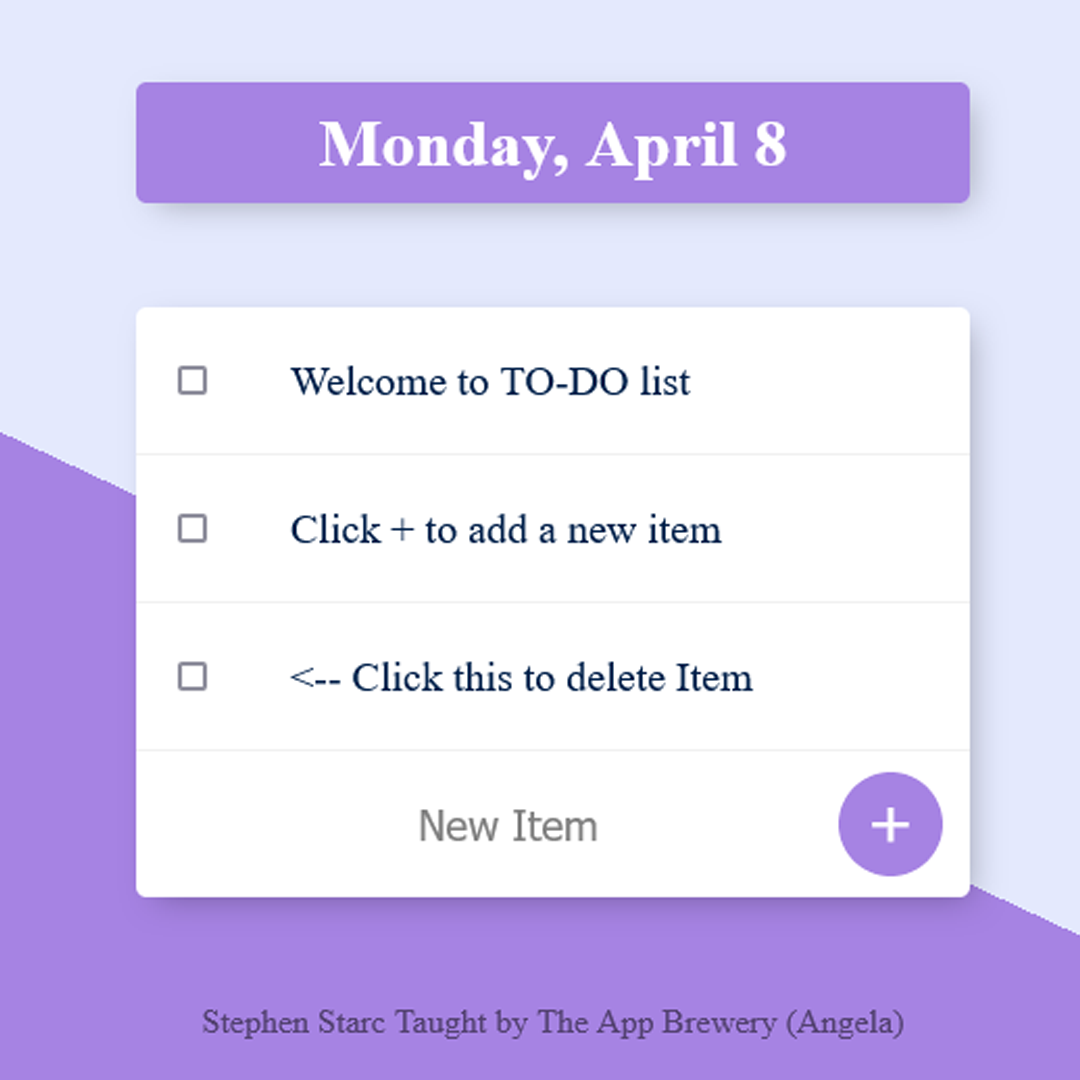 Monday, April 8
Welcome to TO-DO list
Click + to add a new item
<-- Click this to delete Item
New Item
+
Stephen Starc Taught by The App Brewery (Angela)